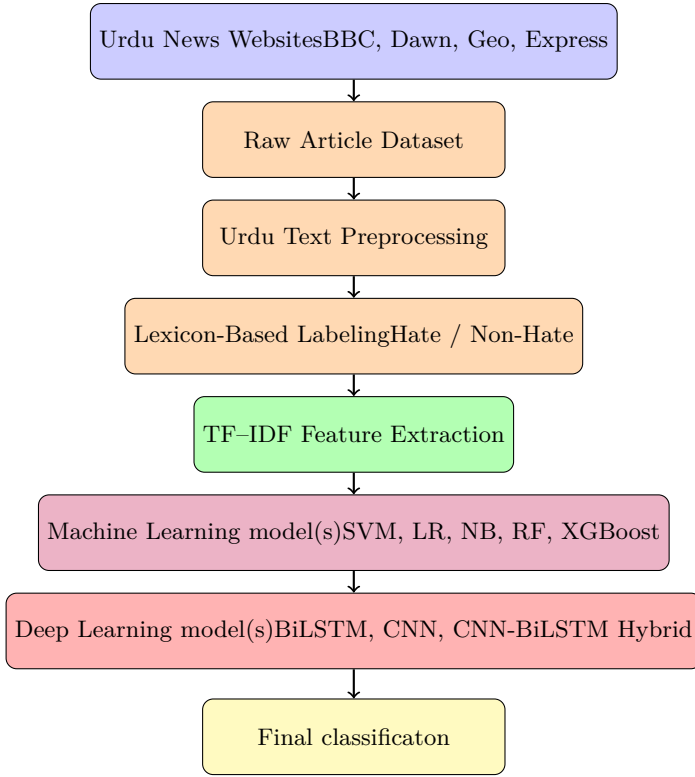 Urdu News WebsitesBBC, Dawn, Geo, Express
Raw Article Dataset
Urdu Text Preprocessing
Lexicon-Based LabelingHate / Non-Hate
TF–IDF Feature Extraction
Machine Learning model(s)SVM, LR, NB, RF, XGBoost
Deep Learning model(s)BiLSTM, CNN, CNN-BiLSTM Hybrid
Final classificaton